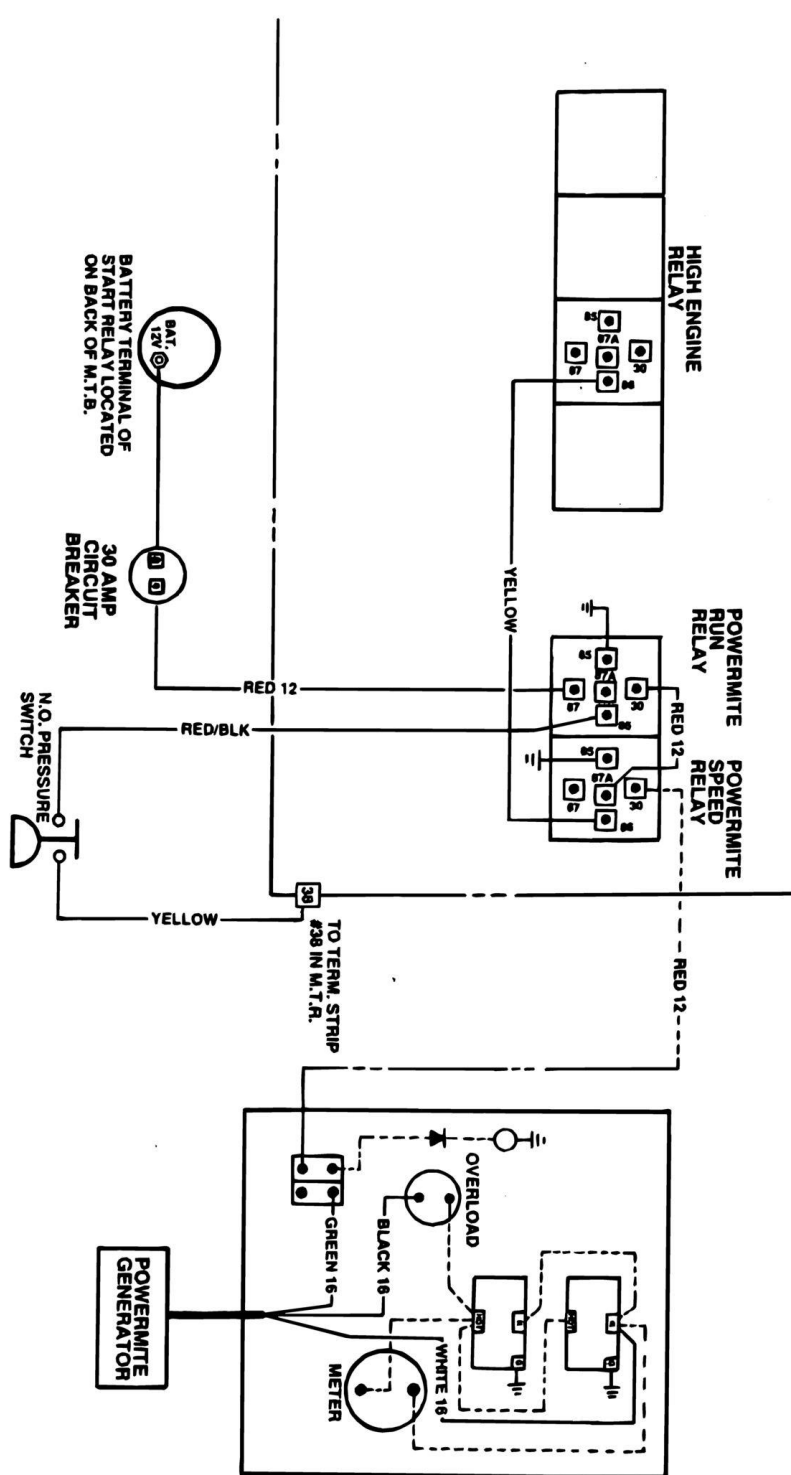 HIGH ENGINE
RELAY
85
87A
87
30
86
POWERMITE
RUN
RELAY
85
87A
87
30
86
POWERMITE
SPEED
RELAY
85
87A
87
30
86
YELLOW
RED 12
RED 12
RED/BLK
BAT.
12V
BATTERY TERMINAL OF
START RELAY LOCATED
ON BACK OF M.T.B.
30 AMP
CIRCUIT
BREAKER
N.O. PRESSURE
SWITCH
YELLOW
38
TO TERM. STRIP
#38 IN M.T.R.
RED 12
OVERLOAD
GREEN 16
BLACK 16
WHITE 16
HOT
G
HOT
G
METER
POWERMITE
GENERATOR